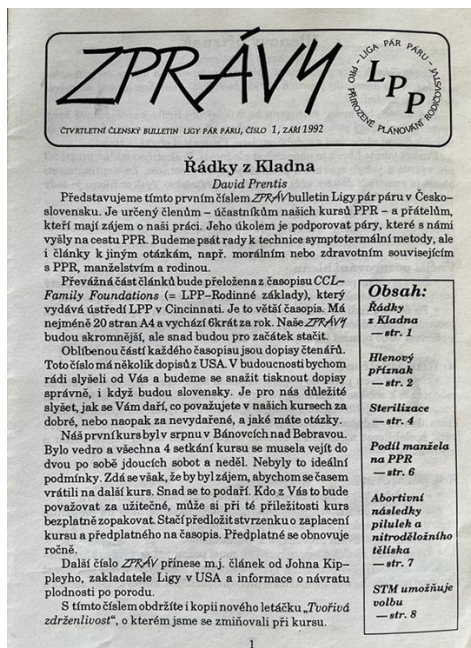 ZPRÁVY
LIGA PÁR PÁRU, PRO PŘIROZENÉ PLÁNOVÁNÍ RODIČOVSTVÍ
LPP
ČTVRTLETNÍ ČLENSKÝ BULLETIN LIGY PÁR PÁRU, ČÍSLO 1, ZÁŘÍ 1992
Řádky z Kladna
David Prentis
Představujeme tímto prvním číslem ZPRÁV bulletin Ligy pár páru v Česko-
slovensku. Je určený členům – účastníkům našich kursů PPR – a přátelům,
kteří mají zájem o naši práci. Jeho úkolem je podporovat páry, které s námi
vyšly na cestu PPR. Budeme psát rady k technice symptotermální metody, ale
i články k jiným otázkám, např. morálním nebo zdravotním souvisejícím
s PPR, manželstvím a rodinou.
Převážná část článků bude přeložena z časopisu CCL–
Family Foundations (= LPP–Rodinné základy), který
vydává ústředí LPP v Cincinnati. Je to větší časopis. Má
nejméně 20 stran A4 a vychází 6krát za rok. Naše ZPRÁVY
budou skromnější, ale snad budou pro začátek stačit.
Oblíbenou částí každého časopisu jsou dopisy čtenářů.
Toto číslo má několik dopisů z USA. V budoucnosti bychom
rádi slyšeli od Vás a budeme se snažit tisknout dopisy
správně, i když budou slovensky. Je pro nás důležité
slyšet, jak se Vám daří, co považujete v našich kursech za
dobré, nebo naopak za nevydařené, a jaké máte otázky.
Náš první kurs byl v srpnu v Bánovcích nad Bebravou.
Bylo vedro a všechna 4 setkání kursu se musela vejít do
dvou po sobě jdoucích sobot a neděl. Nebyly to ideální
podmínky. Zdá se však, že by byl zájem, abychom se časem
vrátili na další kurs. Snad se to podaří. Kdo z Vás to bude
považovat za užitečné, může si při té příležitosti kurs
bezplatně zopakovat. Stačí předložit stvrzenku o zaplacení
kursu a předplatného na časopis. Předplatné se obnovuje
ročně.
Další číslo ZPRÁV přinese m.j. článek od Johna Kip-
pleyho, zakladatele Ligy v USA a informace o návratu
plodnosti po porodu.
S tímto číslem obdržíte i kopii nového letáčku „Tvořivá
zdrženlivost“, o kterém jsme se zmiňovali při kursu.
Obsah:
Řádky
z Kladna
—str. 1
Hlenový
příznak
—str. 2
Sterilizace
—str. 4
Podíl manžela
na PPR
—str. 6
Abortivní
následky
pilulek a
nitroděložního
tělíska
—str. 7
STM umožňuje
volbu
—str. 8
1